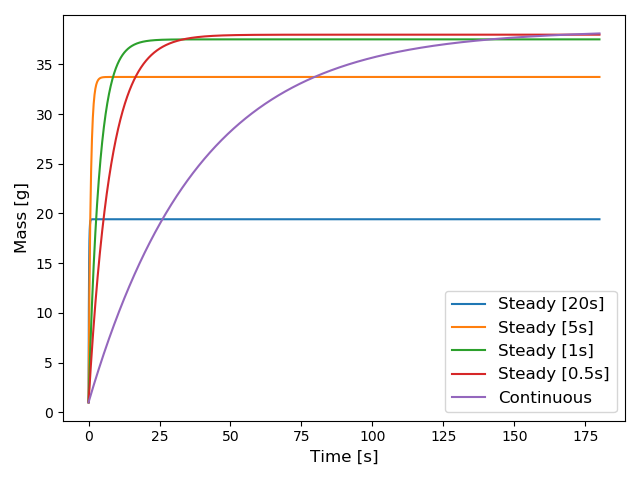 Mass [g]
35
30
25
20
15
10
5
0
0 25 50 75 100 125 150 175
Time [s]
Steady [20s]
Steady [5s]
Steady [1s]
Steady [0.5s]
Continuous